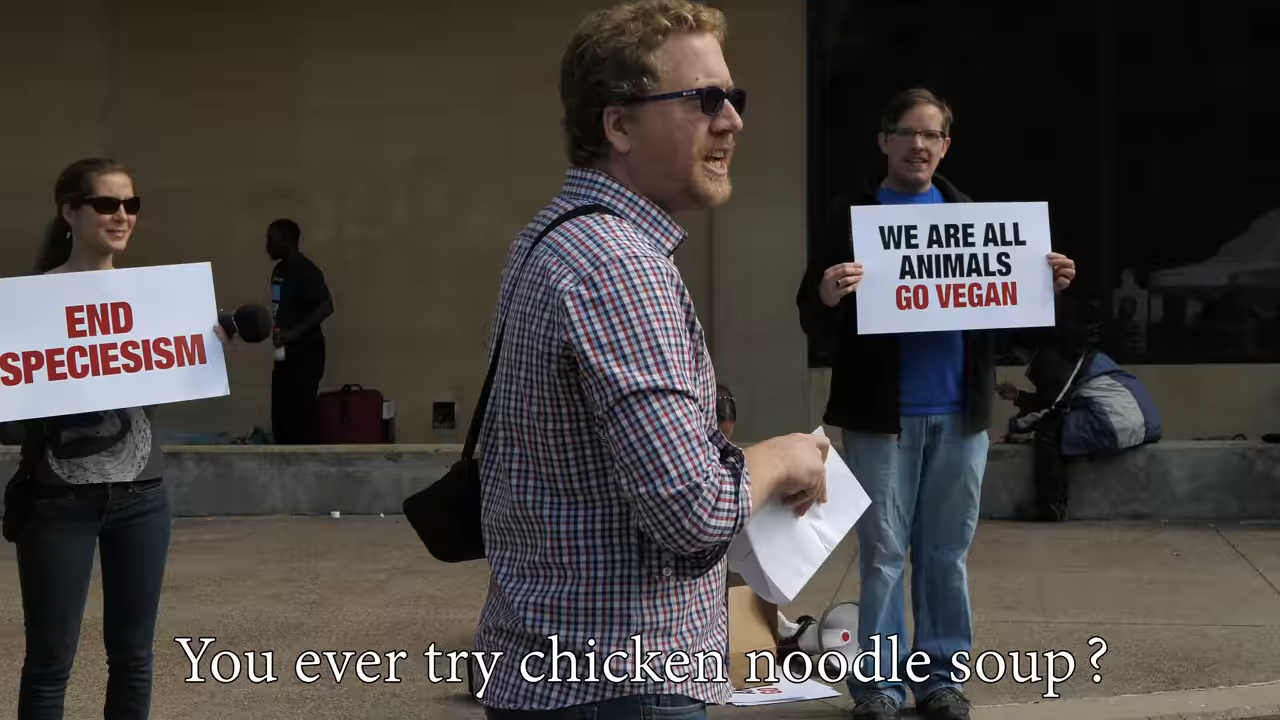 END
SPECIESISM
WE ARE ALL
ANIMALS
GO VEGAN
You ever try chicken noodle soup ?